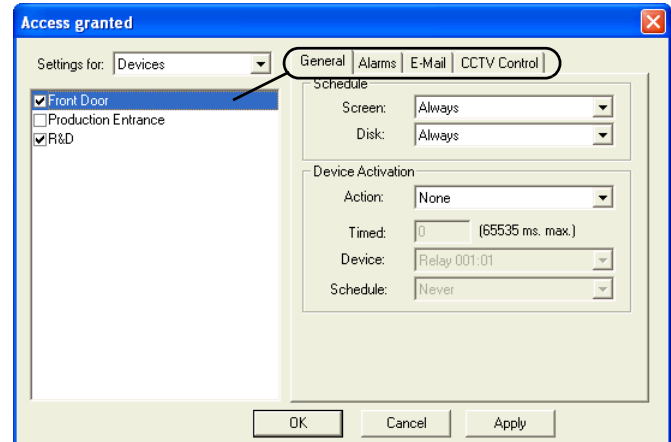 Access granted
Settings for: Devices
General Alarms E-Mail CCTV Control
Front Door
Production Entrance
R&D
Schedule
Screen: Always
Disk: Always
Device Activation
Action: None
Timed: 0 (65535 ms. max.)
Device: Relay 001:01
Schedule: Never
OK Cancel Apply